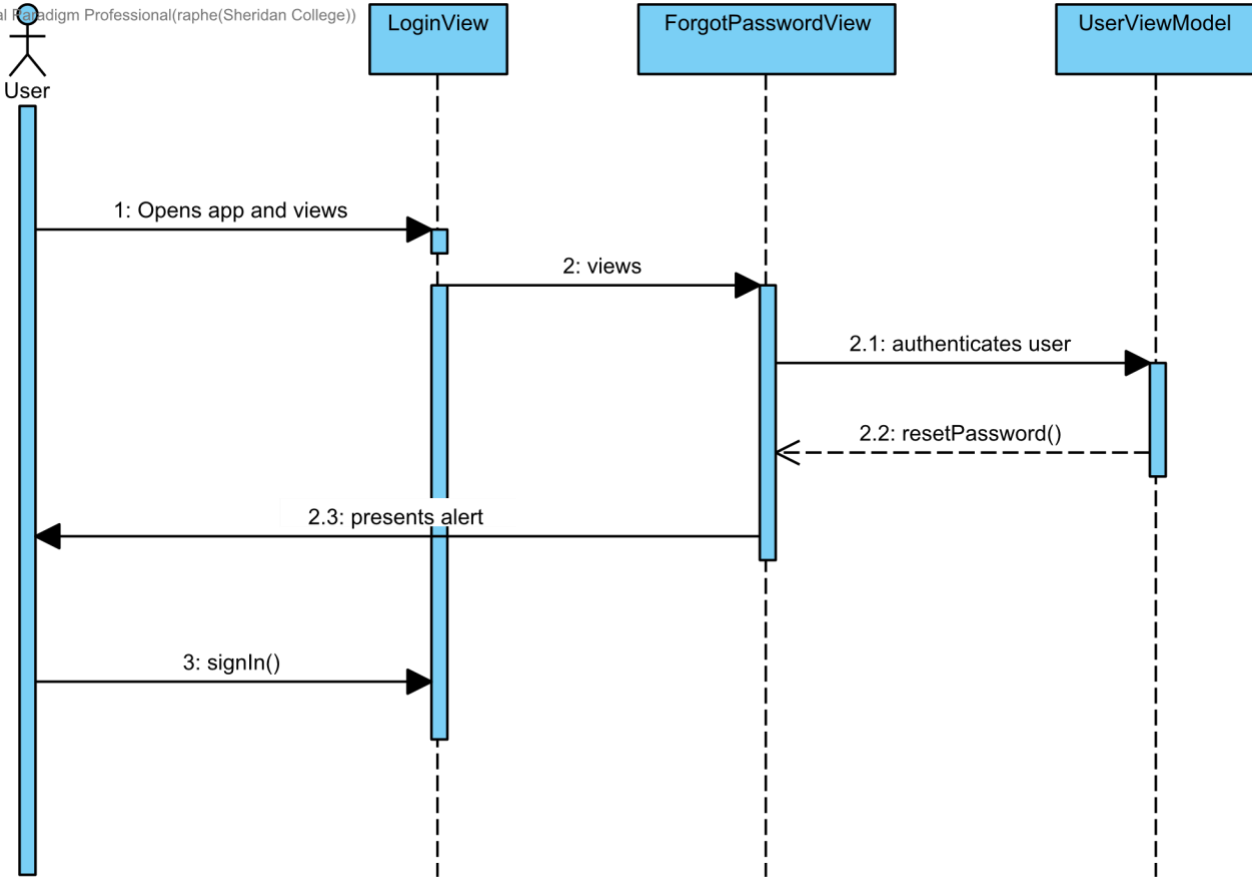 al Paradigm Professional(raphe(Sheridan College))
LoginView
ForgotPasswordView
UserViewModel
User
1: Opens app and views
2: views
2.1: authenticates user
2.2: resetPassword()
2.3: presents alert
3: signIn()